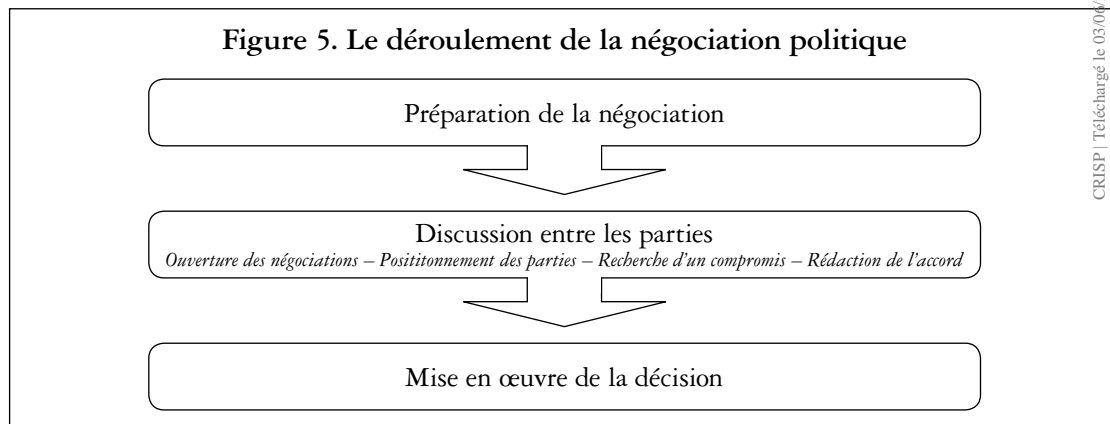 Figure 5. Le déroulement de la négociation politique
Préparation de la négociation
Discussion entre les parties
Ouverture des négociations – Posititonnement des parties – Recherche d'un compromis – Rédaction de l'accord
Mise en œuvre de la décision
CRISP | Téléchargé le 03/06/